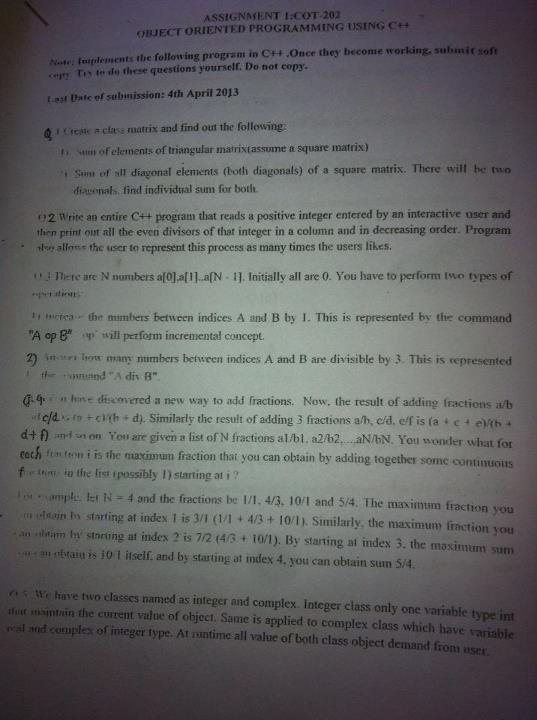 ASSIGNMENT 1:COT-202
OBJECT ORIENTED PROGRAMMING USING C++
Note: Implements the following program in C++ .Once they become working, submit soft
copy Try to do these questions yourself. Do not copy.
Last Date of submission: 4th April 2013
Q 1 Create a class matrix and find out the following:
1) Sum of elements of triangular matrix(assume a square matrix)
Sum of all diagonal elements (both diagonals) of a square matrix. There will be two
diagonals. find individual sum for both.
2 Write an entire C++ program that reads a positive integer entered by an interactive user and
then print out all the even divisors of that integer in a column and in decreasing order. Program
also allows the user to represent this process as many times the users likes.
3 There are N numbers a[0],a[1]..a[N - 1]. Initially all are 0. You have to perform two types of
operations:
1) increase the numbers between indices A and B by 1. This is represented by the command
"A op B" op will perform incremental concept.
2) Answer how many numbers between indices A and B are divisible by 3. This is represented
the command "A div B".
Q.4. have discovered a new way to add fractions. Now, the result of adding fractions a/b
c/d is (a + c)/(b + d). Similarly the result of adding 3 fractions a/b, c/d, e/f is (a + c + e)/(b +
d+f) and so on You are given a list of N fractions a1/b1, a2/b2,....aN/bN. You wonder what for
each fraction i is the maximum fraction that you can obtain by adding together some continuous
fractions in the list (possibly 1) starting at i ?
For example, let N = 4 and the fractions be 1/1, 4/3, 10/1 and 5/4. The maximum fraction you
can obtain by starting at index 1 is 3/1 (1/1 + 4/3 + 10/1). Similarly, the maximum fraction you
can obtain by starting at index 2 is 7/2 (4/3 + 10/1). By starting at index 3, the maximum sum
you can obtain is 10/1 itself. and by starting at index 4, you can obtain sum 5/4.
5 We have two classes named as integer and complex. Integer class only one variable type int
that maintain the current value of object. Same is applied to complex class which have variable
real and complex of integer type. At runtime all value of both class object demand from user.